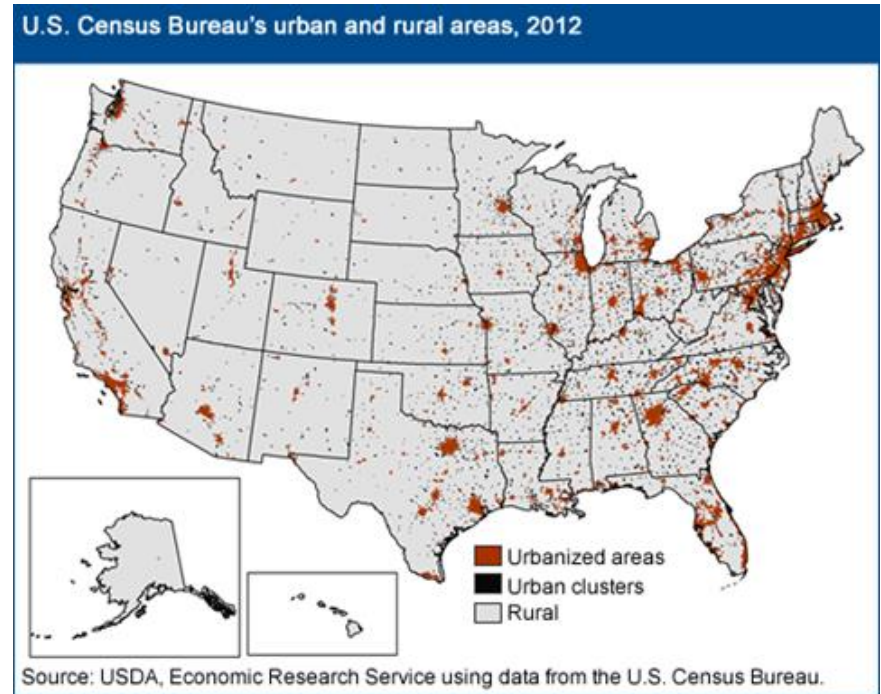 U.S. Census Bureau's urban and rural areas, 2012
Urbanized areas
Urban clusters
Rural
Source: USDA, Economic Research Service using data from the U.S. Census Bureau.